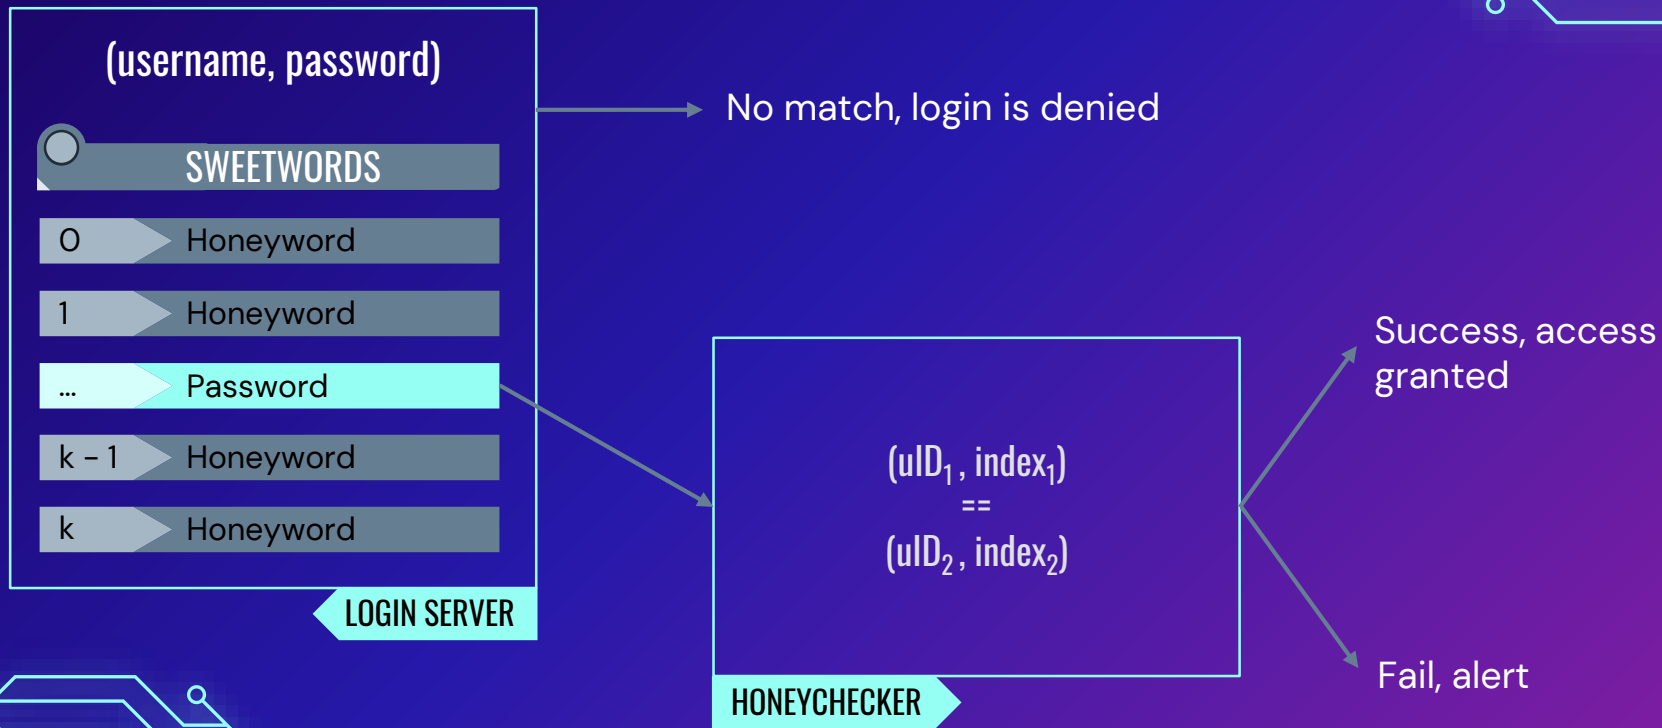 (username, password)
No match, login is denied
SWEETWORDS
0 Honeyword
1 Honeyword
... Password
k - 1 Honeyword
k Honeyword
LOGIN SERVER
(uID₁ , index₁)
==
(uID₂ , index₂)
HONEYCHECKER
Success, access
granted
Fail, alert